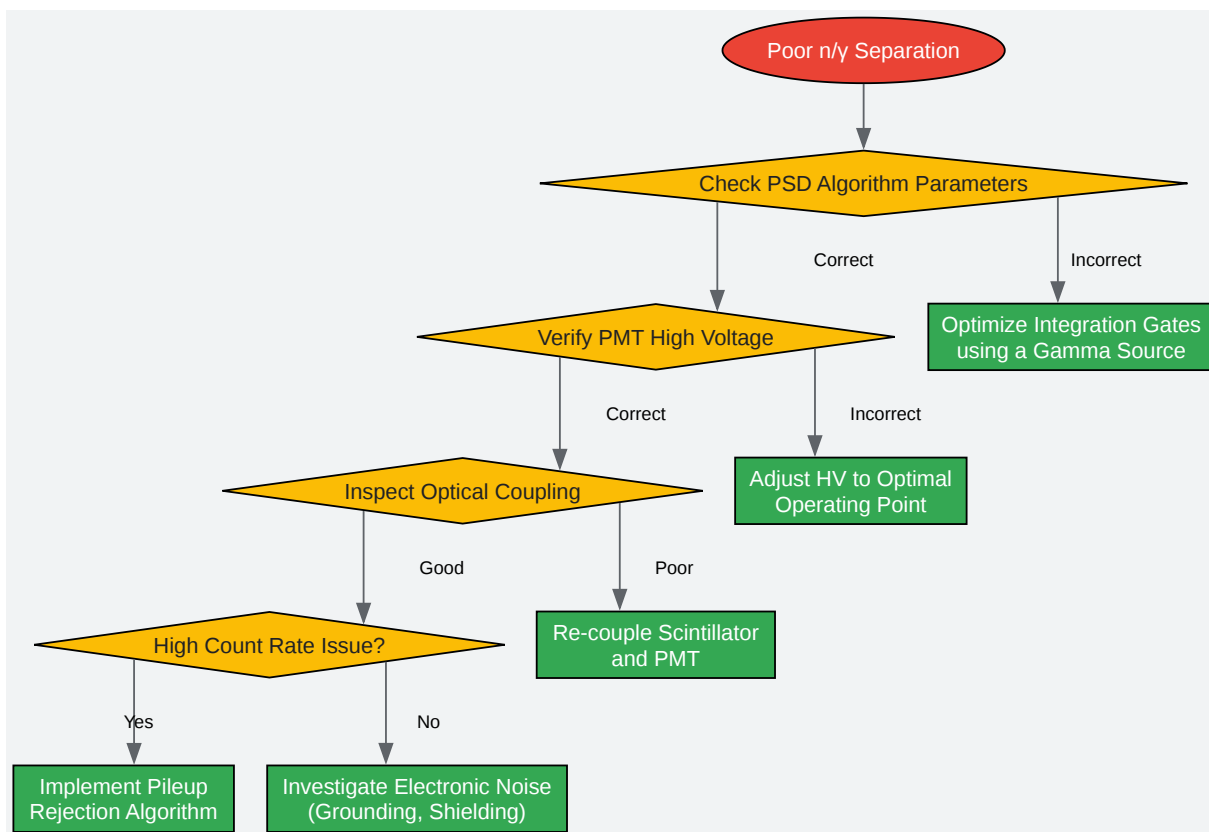 Poor n/γ Separation
Check PSD Algorithm Parameters
Correct
Incorrect
Verify PMT High Voltage
Optimize Integration Gates
using a Gamma Source
Correct
Incorrect
Inspect Optical Coupling
Adjust HV to Optimal
Operating Point
Good
Poor
High Count Rate Issue?
Re-couple Scintillator
and PMT
Yes
No
Implement Pileup
Rejection Algorithm
Investigate Electronic Noise
(Grounding, Shielding)